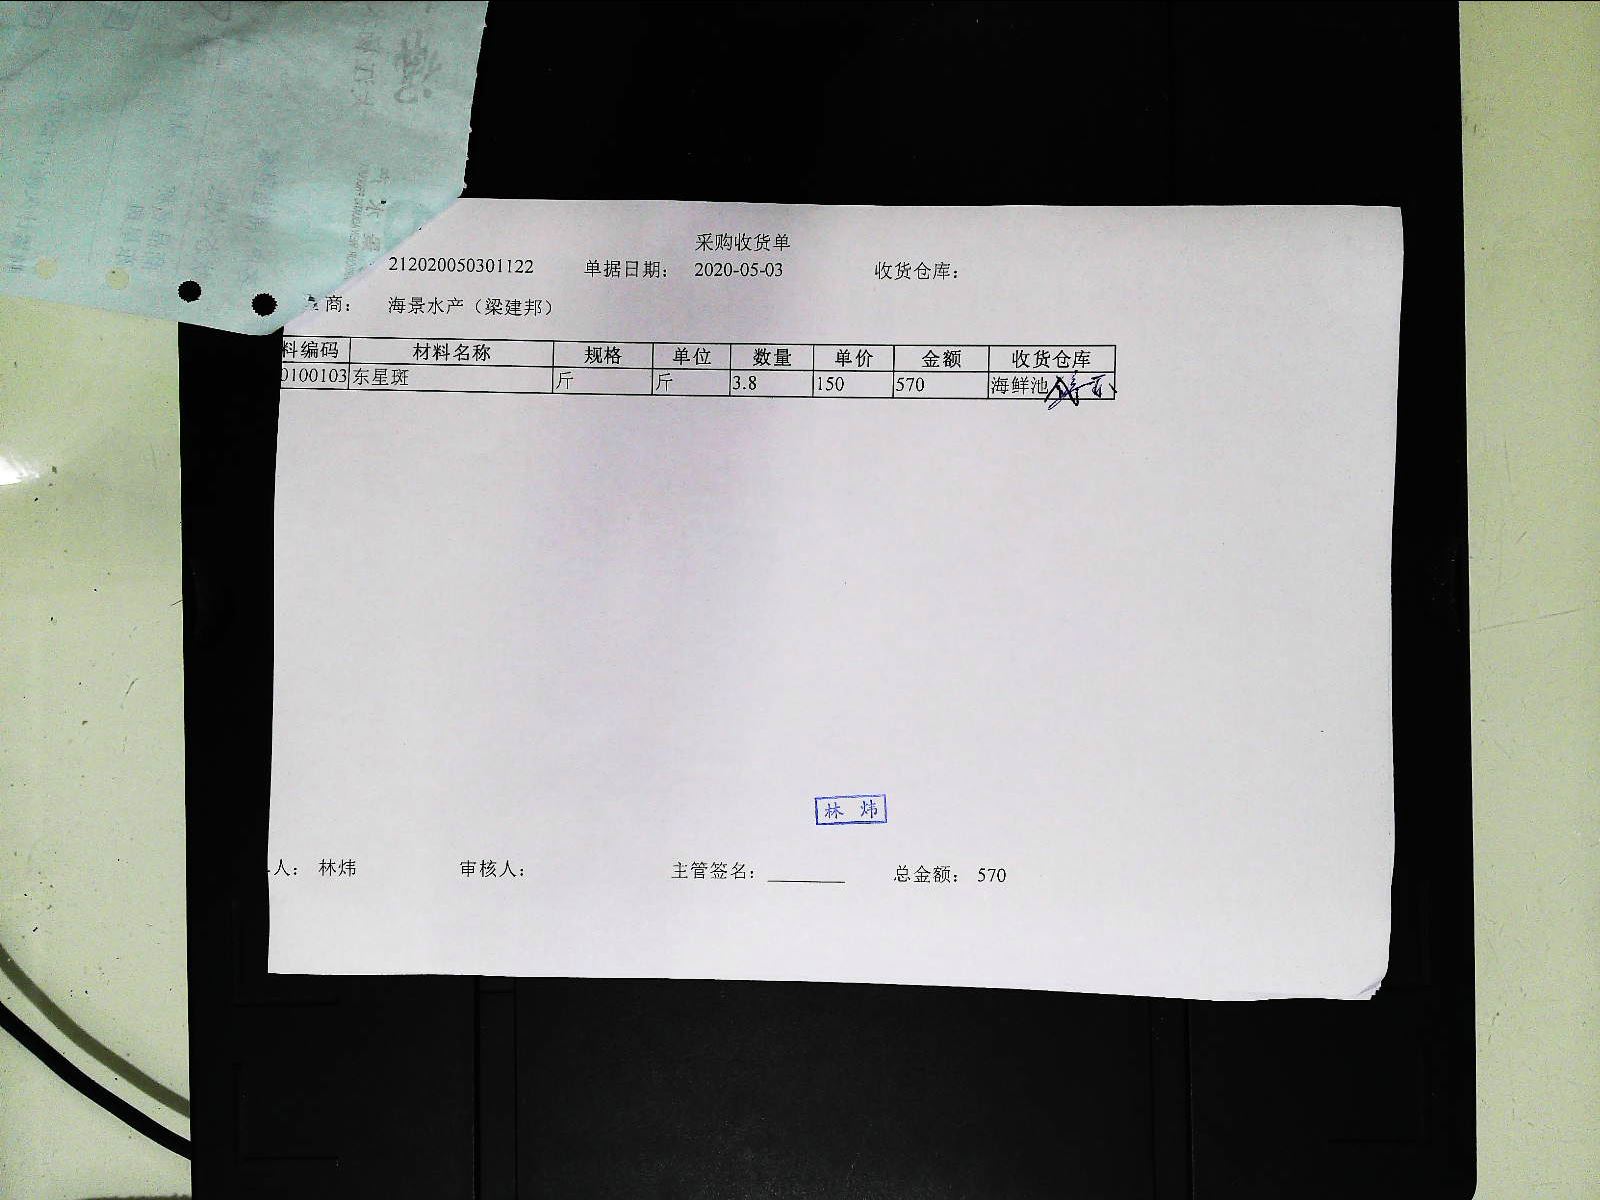 采购收货单
212020050301122 单据日期： 2020-05-03 收货仓库：
商： 海景水产（梁建邦）
料编码 材料名称 规格 单位 数量 单价 金额 收货仓库
0100103 东星斑 斤 斤 3.8 150 570 海鲜池
林 炜
人： 林炜 审核人： 主管签名： 总金额： 570